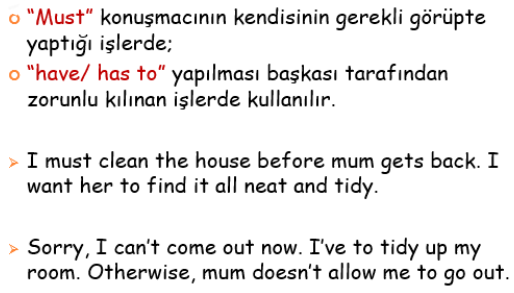 “Must” konuşmacının kendisinin gerekli görüpte
yaptığı işlerde;
“have/ has to” yapılması başkası tarafından
zorunlu kılınan işlerde kullanılır.
I must clean the house before mum gets back. I
want her to find it all neat and tidy.
Sorry, I can’t come out now. I’ve to tidy up my
room. Otherwise, mum doesn’t allow me to go out.